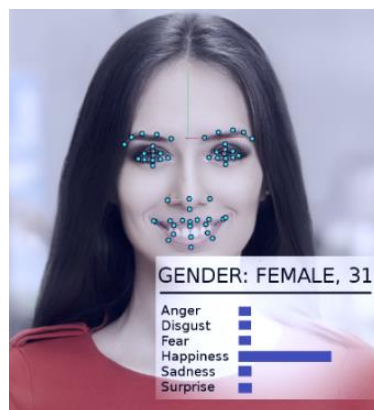 GENDER: FEMALE, 31
Anger
Disgust
Fear
Happiness
Sadness
Surprise